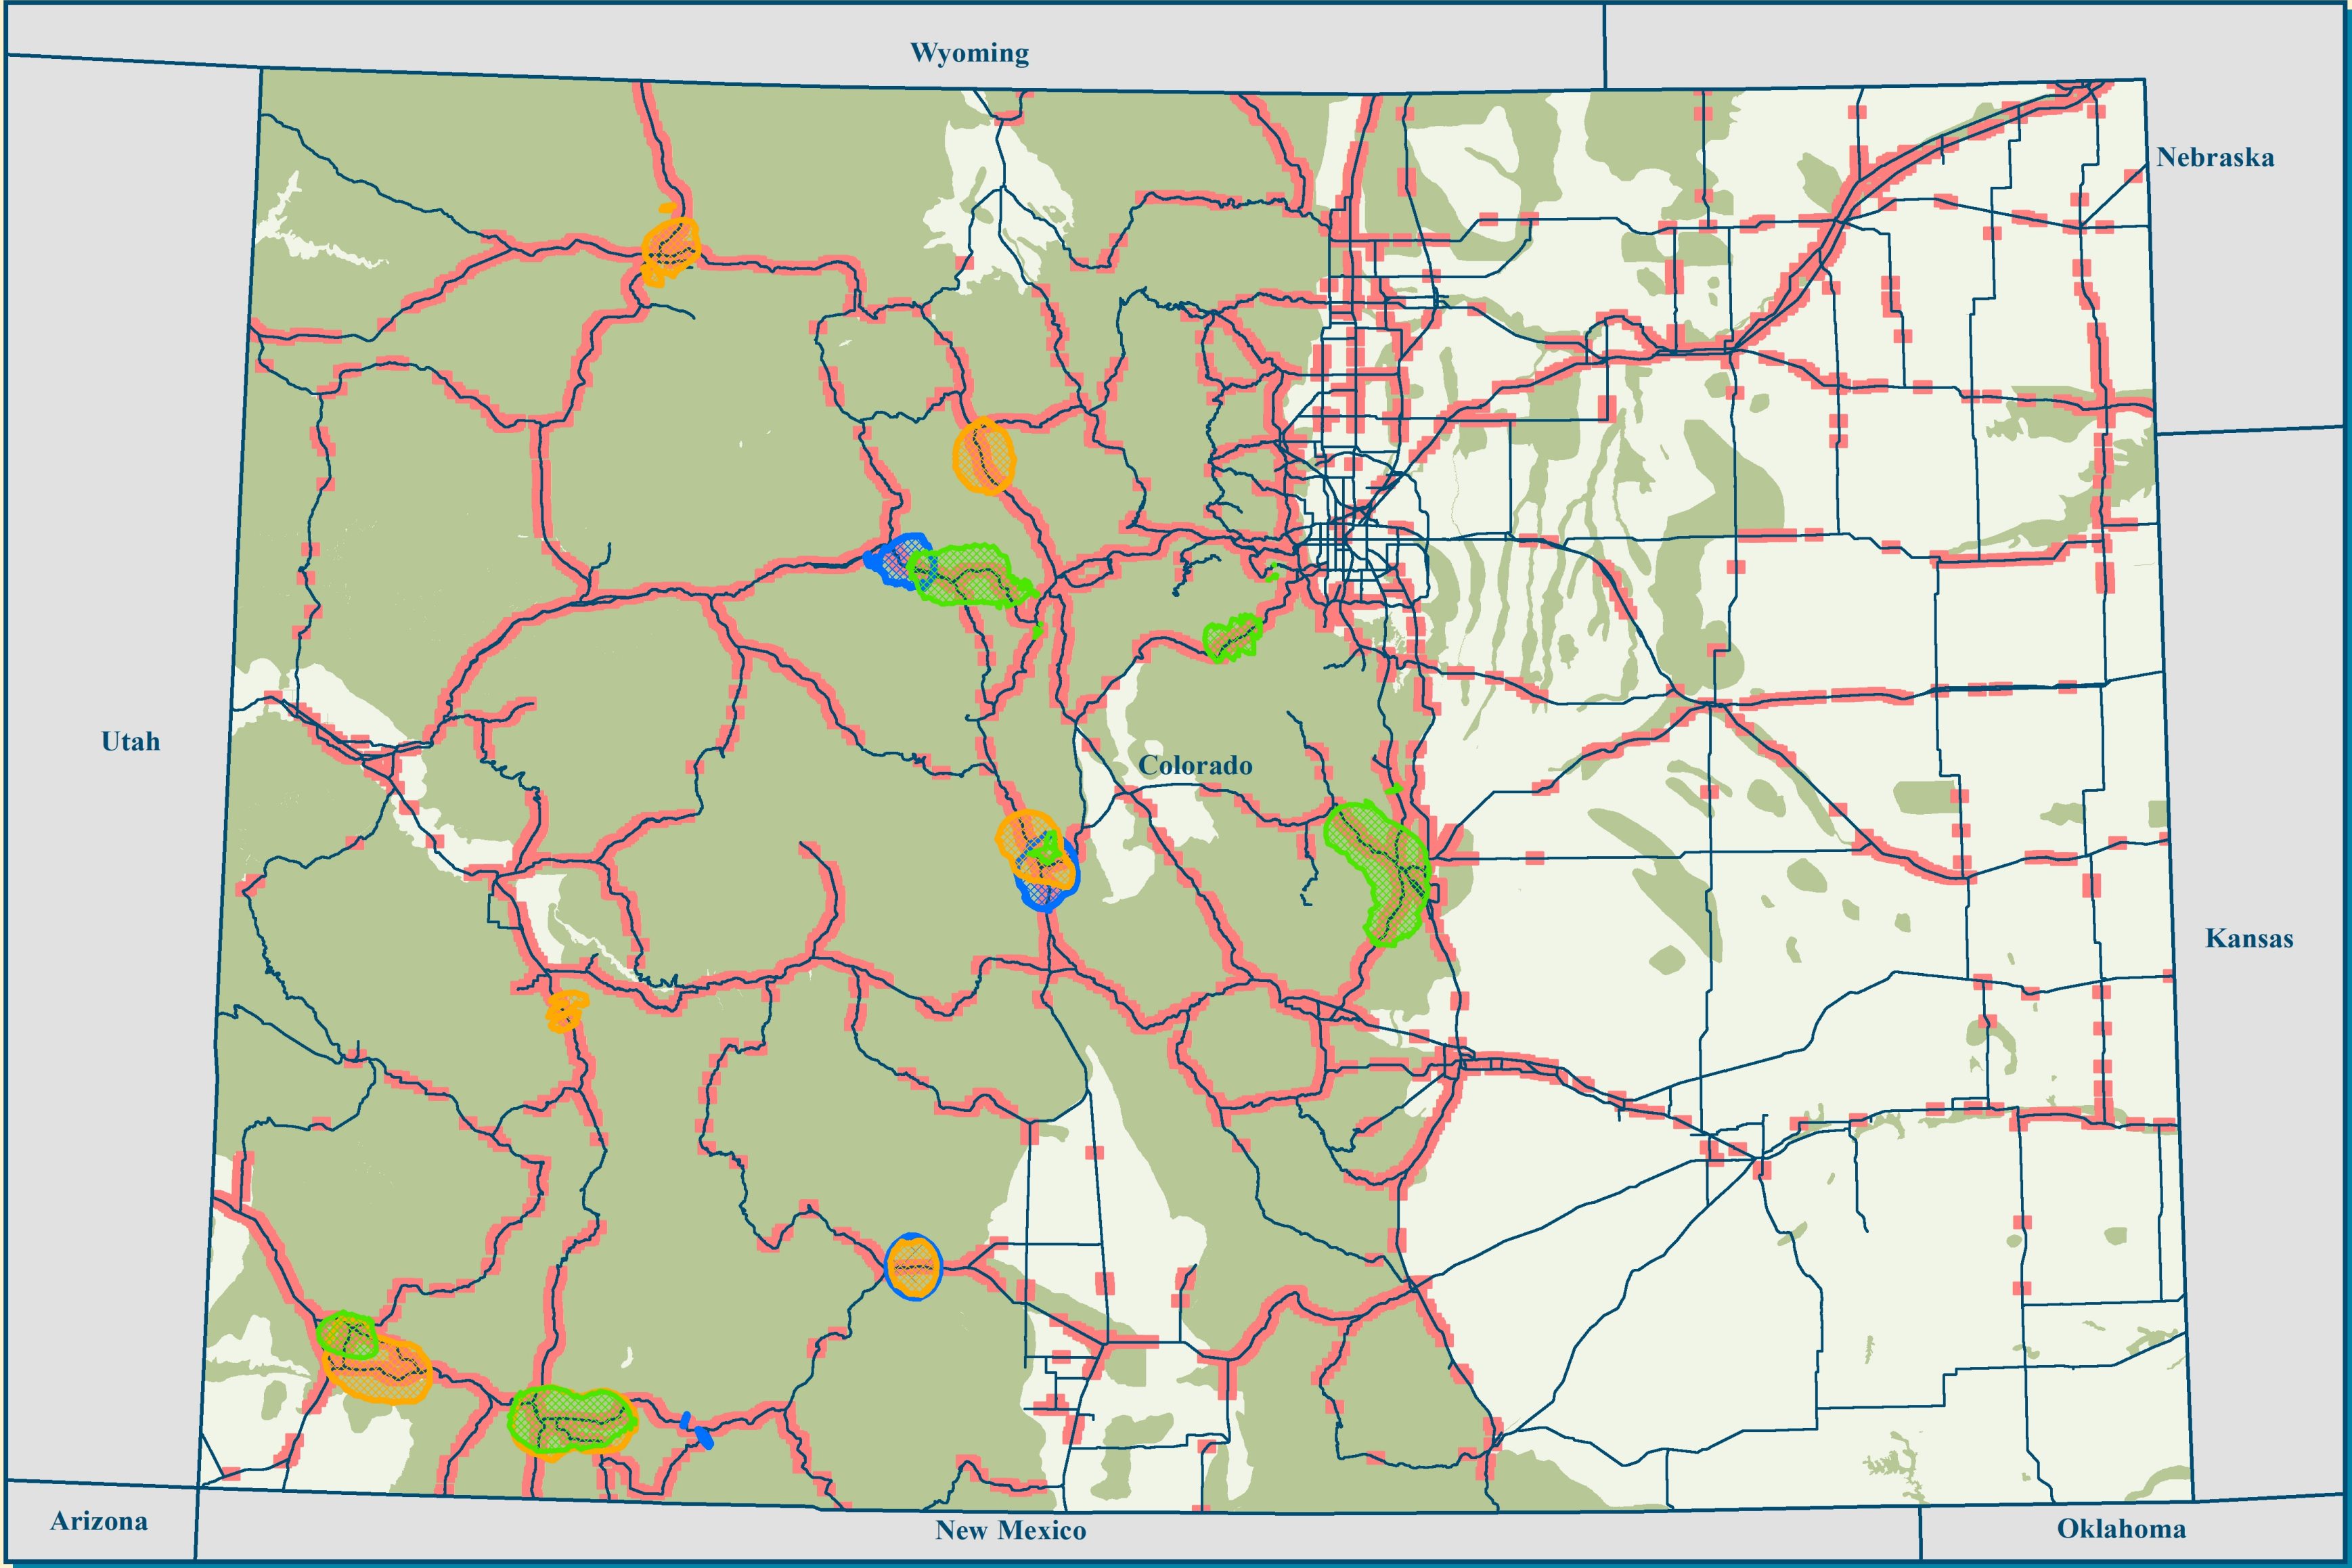 Wyoming
Nebraska
Utah
Colorado
Kansas
Arizona
New Mexico
Oklahoma